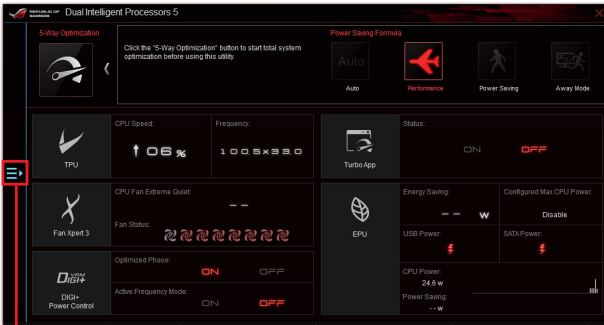 REPUBLIC OF GAMERS Dual Intelligent Processors 5
5-Way Optimization
Click the "5-Way Optimization" button to start total system
optimization before using this utility.
Power Saving Formula
Auto
Auto
Performance
Power Saving
Away Mode
TPU
CPU Speed:
06 %
Frequency:
100.5x33.0
Turbo App
Status:
ON OFF
Fan Xpert 3
CPU Fan Extreme Quiet:
--
Fan Status:
EPU
Energy Saving:
-- w
Configured Max CPU Power:
Disable
USB Power:
SATA Power:
CPU Power:
24.6 w
Power Saving:
-- w
DIGI+ VRM
DIGI+
Power Control
Optimized Phase:
ON OFF
Active Frequency Mode:
ON OFF